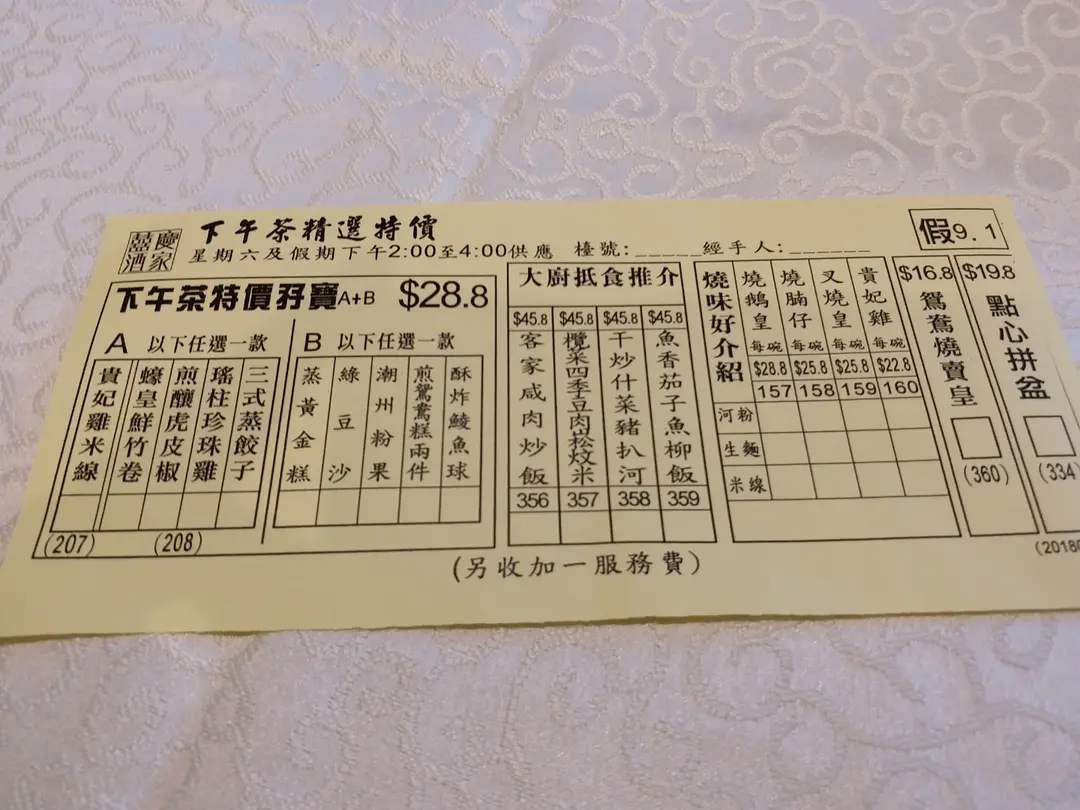 囍慶
酒家
下午茶精選特價
星期六及假期下午2:00至4:00供應 檯號:_____經手人:______
假9.1
下午茶特價孖寶A+B $28.8
A 以下任選一款
貴妃雞米線
蠔皇鮮竹卷
煎釀虎皮椒
瑤柱珍珠雞
三式蒸餃子
(207)
(208)
B 以下任選一款
蒸黃金糕
綠豆沙
潮州粉果
煎鴛鴦糕兩件
酥炸鯪魚球
大廚抵食推介
$45.8 $45.8 $45.8 $45.8
客家咸肉炒飯
欖菜四季豆肉崧炆米
干炒什菜豬扒河
魚香茄子魚柳飯
356 357 358 359
燒味好介紹
燒鵝皇 每碗
燒腩仔 每碗
叉燒皇 每碗
貴妃雞 每碗
$28.8 $25.8 $25.8 $22.8
157 158 159 160
河粉
生麵
米線
$16.8
鴛鴦燒賣皇
(360)
$19.8
點心拼盆
(334)
(另收加一服務費)
(20180